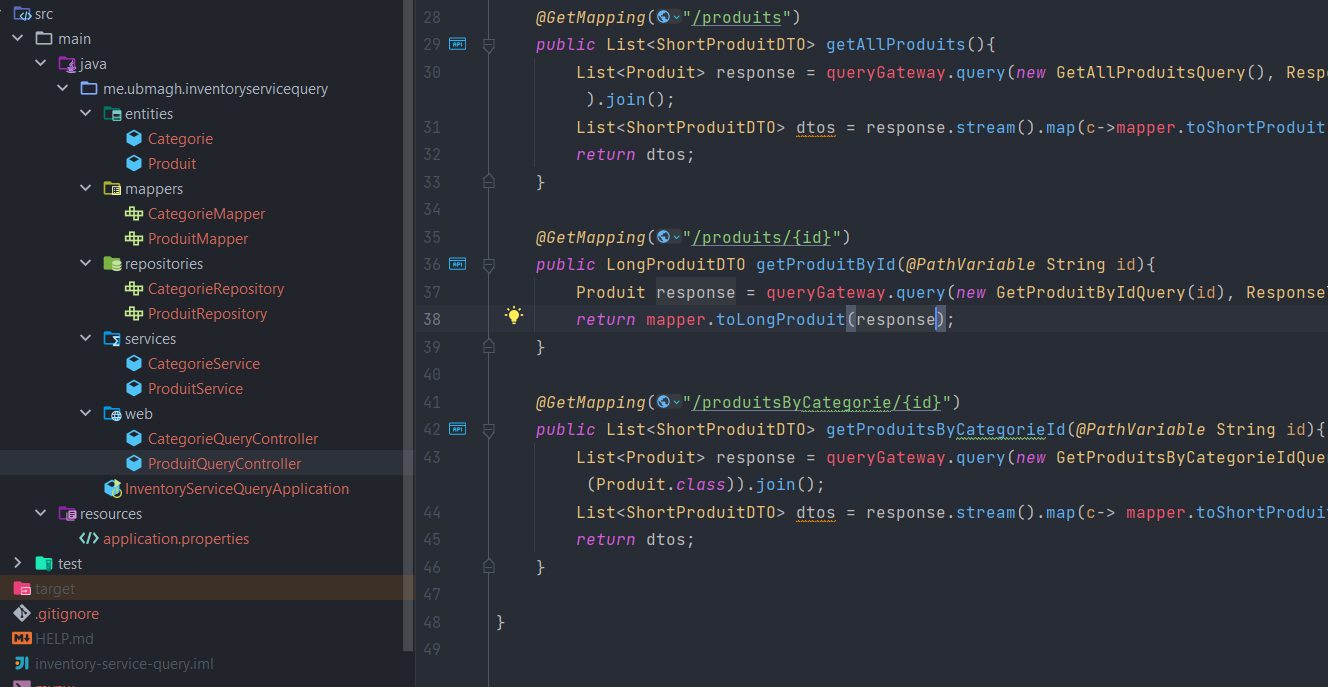 src
main
java
me.ubmagh.inventoryservicequery
entities
Categorie
Produit
mappers
CategorieMapper
ProduitMapper
repositories
CategorieRepository
ProduitRepository
services
CategorieService
ProduitService
web
CategorieQueryController
ProduitQueryController
InventoryServiceQueryApplication
resources
application.properties
test
target
.gitignore
HELP.md
inventory-service-query.iml
28 @GetMapping("/produits")
29 API public List<ShortProduitDTO> getAllProduits(){
30 List<Produit> response = queryGateway.query(new GetAllProduitsQuery(), Resp
).join();
31 List<ShortProduitDTO> dtos = response.stream().map(c->mapper.toShortProduit
32 return dtos;
33 }
34
35 @GetMapping("/produits/{id}")
36 API public LongProduitDTO getProduitById(@PathVariable String id){
37 Produit response = queryGateway.query(new GetProduitByIdQuery(id), ResponseT
38 return mapper.toLongProduit(response);
39 }
40
41 @GetMapping("/produitsByCategorie/{id}")
42 API public List<ShortProduitDTO> getProduitsByCategorieId(@PathVariable String id){
43 List<Produit> response = queryGateway.query(new GetProduitsByCategorieIdQue
(Produit.class)).join();
44 List<ShortProduitDTO> dtos = response.stream().map(c-> mapper.toShortProdui
45 return dtos;
46 }
47
48 }
49